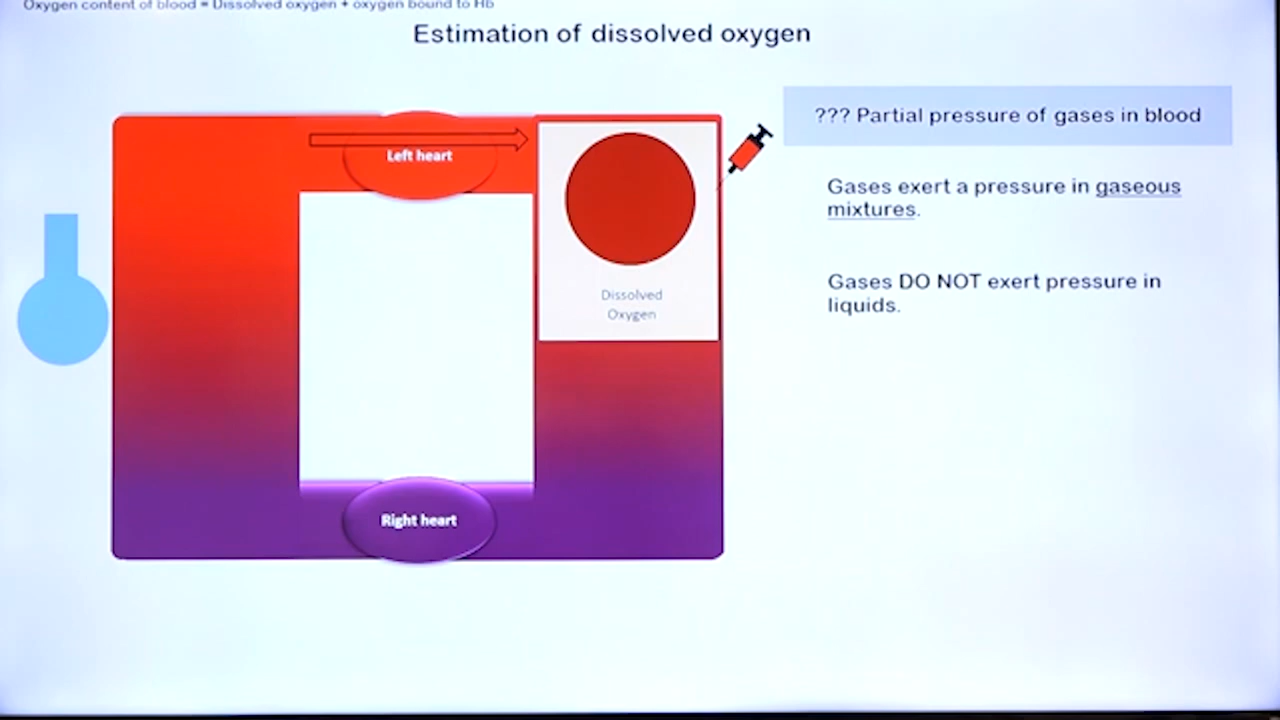 Oxygen content of blood = Dissolved oxygen + oxygen bound to Hb
Estimation of dissolved oxygen
??? Partial pressure of gases in blood
Left heart
Gases exert a pressure in gaseous
mixtures.
Gases DO NOT exert pressure in
liquids.
Dissolved
Oxygen
Right heart